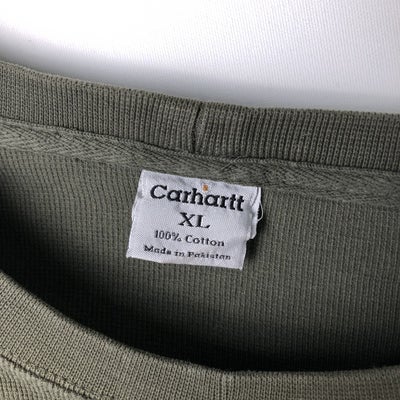 Carhartt
XL
100% Cotton
Made in Pakistan